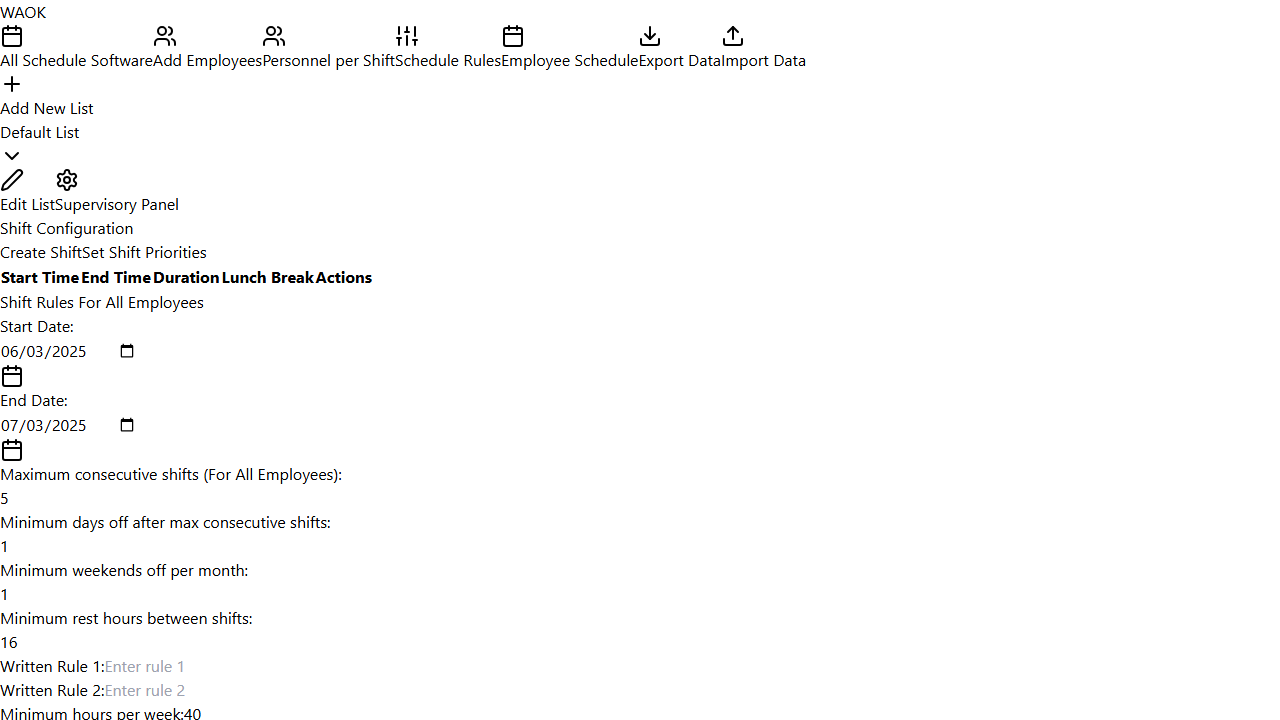 WAOK
All Schedule SoftwareAdd EmployeesPersonnel per ShiftSchedule RulesEmployee ScheduleExport DataImport Data
Add New List
Default List
Edit ListSupervisory Panel
Shift Configuration
Create ShiftSet Shift Priorities
Start Time End Time Duration Lunch Break Actions
Shift Rules For All Employees
Start Date:
06/03/2025
End Date:
07/03/2025
Maximum consecutive shifts (For All Employees):
5
Minimum days off after max consecutive shifts:
1
Minimum weekends off per month:
1
Minimum rest hours between shifts:
16
Written Rule 1:Enter rule 1
Written Rule 2:Enter rule 2
Minimum hours per week:40